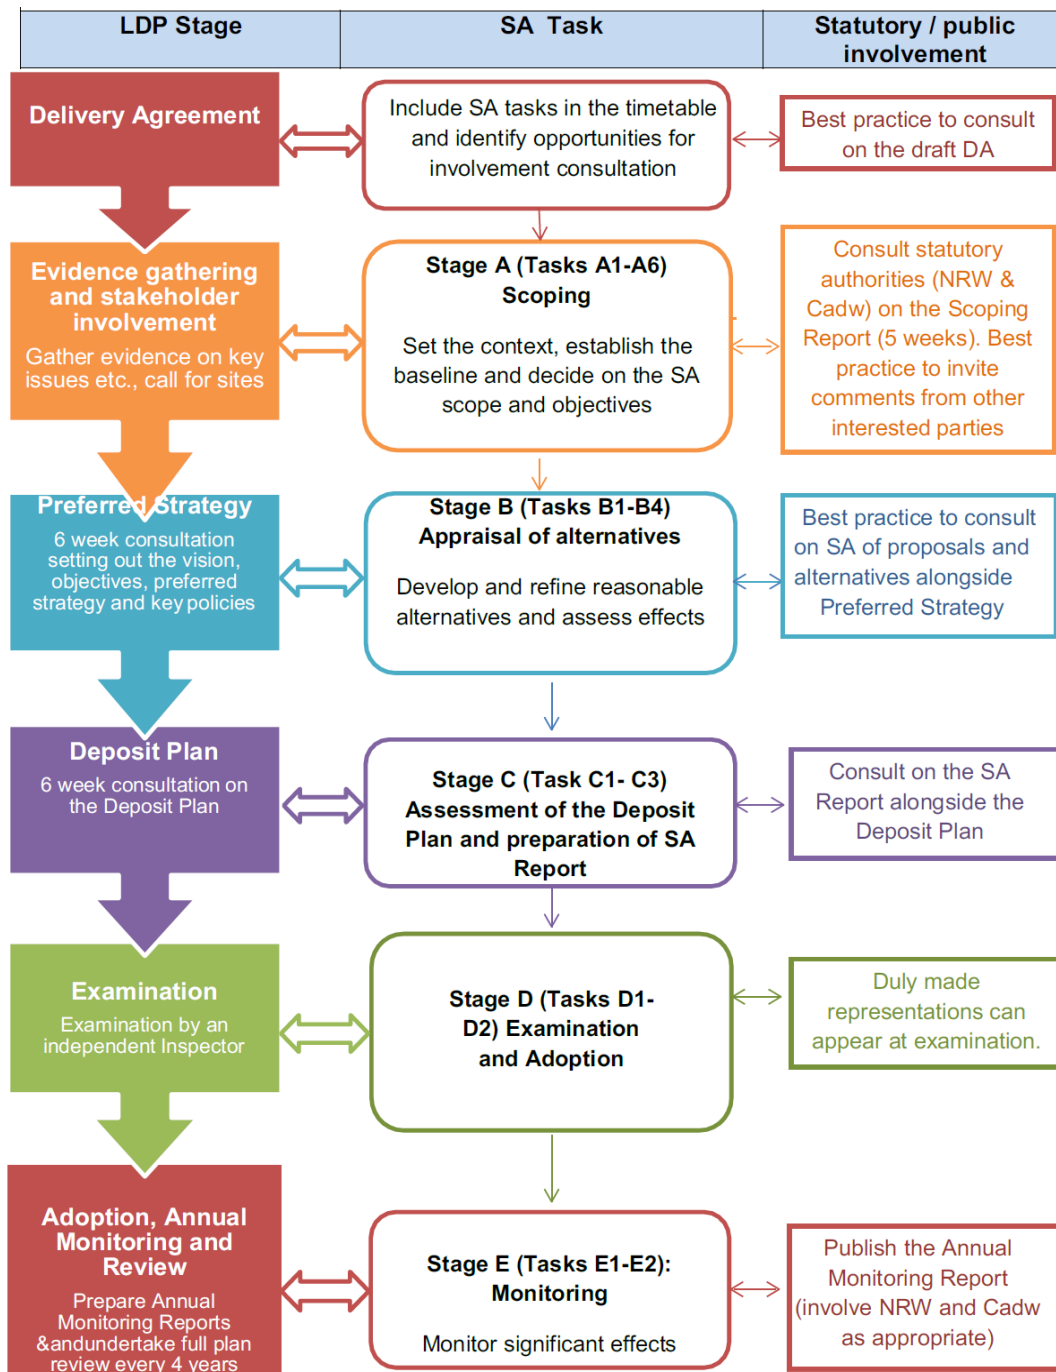 LDP Stage
SA Task
Statutory / public
involvement
Delivery Agreement
Include SA tasks in the timetable
and identify opportunities for
involvement consultation
Best practice to consult
on the draft DA
Evidence gathering
and stakeholder
involvement
Gather evidence on key
issues etc., call for sites
Stage A (Tasks A1-A6)
Scoping
Set the context, establish the
baseline and decide on the SA
scope and objectives
Consult statutory
authorities (NRW &
Cadw) on the Scoping
Report (5 weeks). Best
practice to invite
comments from other
interested parties
Preferred Strategy
6 week consultation
setting out the vision,
objectives, preferred
strategy and key policies
Stage B (Tasks B1-B4)
Appraisal of alternatives
Develop and refine reasonable
alternatives and assess effects
Best practice to consult
on SA of proposals and
alternatives alongside
Preferred Strategy
Deposit Plan
6 week consultation on
the Deposit Plan
Stage C (Task C1- C3)
Assessment of the Deposit
Plan and preparation of SA
Report
Consult on the SA
Report alongside the
Deposit Plan
Examination
Examination by an
independent Inspector
Stage D (Tasks D1-
D2) Examination
and Adoption
Duly made
representations can
appear at examination.
Adoption, Annual
Monitoring and
Review
Prepare Annual
Monitoring Reports
&andundertake full plan
review every 4 years
Stage E (Tasks E1-E2):
Monitoring
Monitor significant effects
Publish the Annual
Monitoring Report
(involve NRW and Cadw
as appropriate)